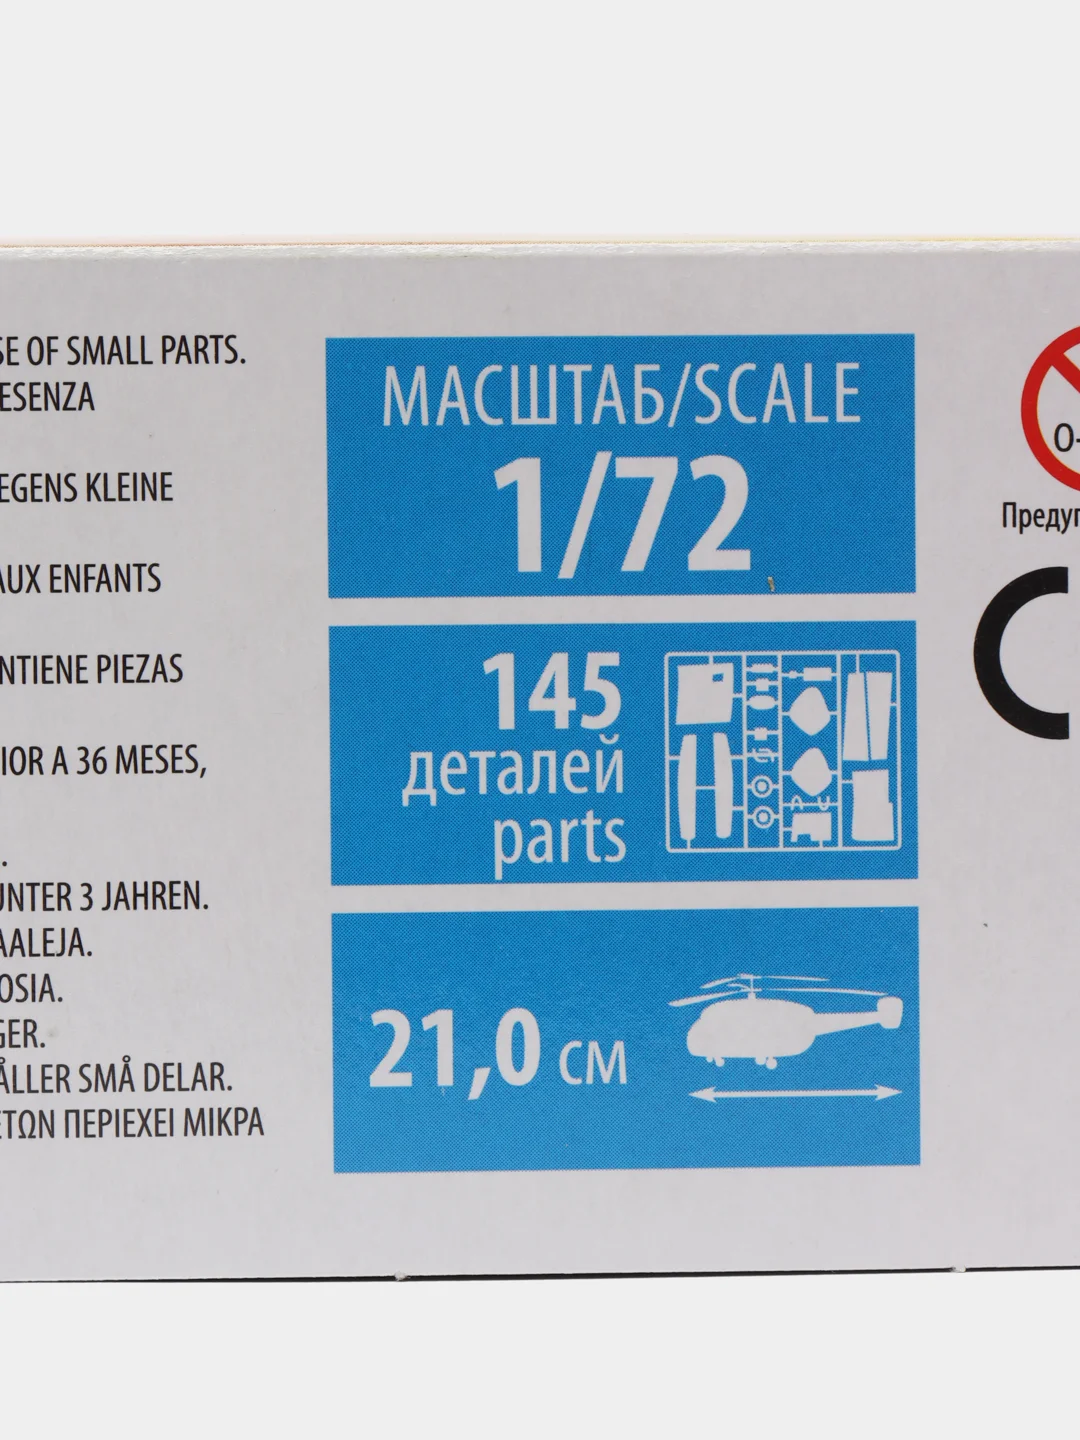 SE OF SMALL PARTS.
ESENZA
EGENS KLEINE
AUX ENFANTS
NTIENE PIEZAS
IOR A 36 MESES,
.
UNTER 3 JAHREN.
AALEJA.
OSIA.
GER.
ÅLLER SMÅ DELAR.
ΕΤΩΝ ΠΕΡΙΕΧΕΙ ΜΙΚΡΑ
МАСШТАБ/SCALE
1/72
145
деталей
parts
21,0 СМ
0-
Предуп